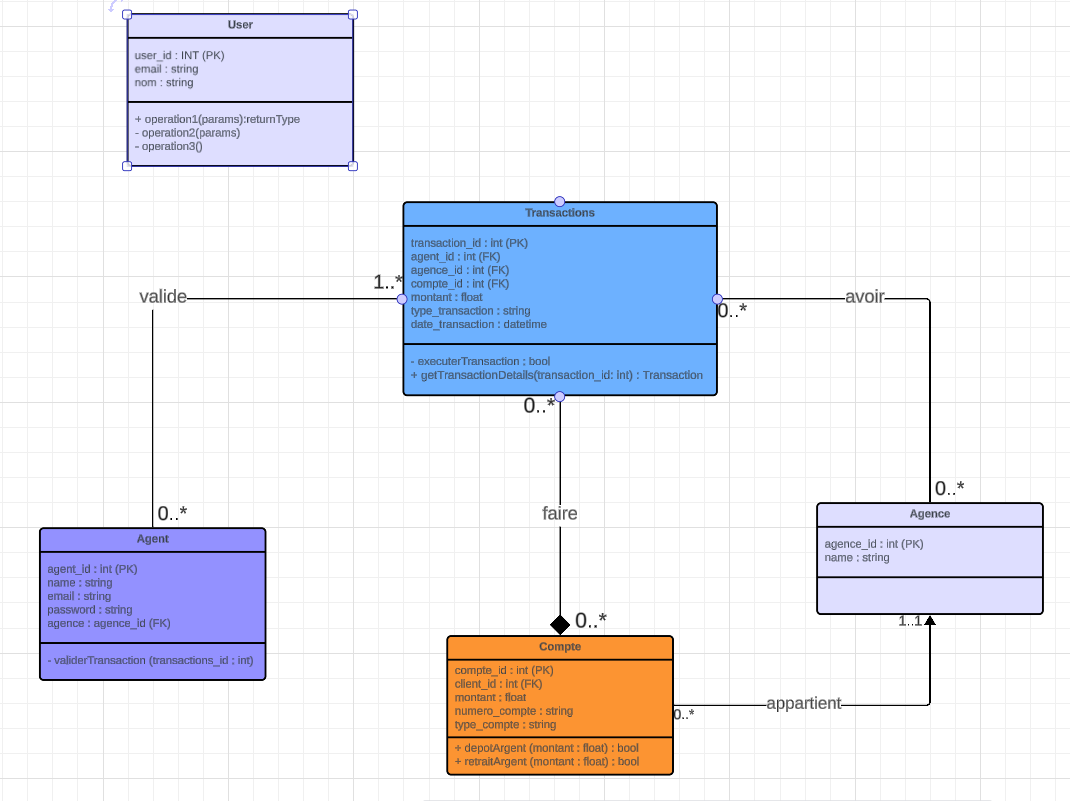 User
user_id : INT (PK)
email : string
nom : string
+ operation1(params):returnType
- operation2(params)
- operation3()
Transactions
transaction_id : int (PK)
agent_id : int (FK)
agence_id : int (FK)
compte_id : int (FK)
montant : float
type_transaction : string
date_transaction : datetime
- executerTransaction : bool
+ getTransactionDetails(transaction_id: int) : Transaction
1..*
valide
0..*
avoir
0..*
faire
0..*
0..*
Agent
agent_id : int (PK)
name : string
email : string
password : string
agence : agence_id (FK)
- validerTransaction (transactions_id : int)
Agence
agence_id : int (PK)
name : string
1..1
0..*
Compte
compte_id : int (PK)
client_id : int (FK)
montant : float
numero_compte : string
type_compte : string
+ depotArgent (montant : float) : bool
+ retraitArgent (montant : float) : bool
0..*
appartient